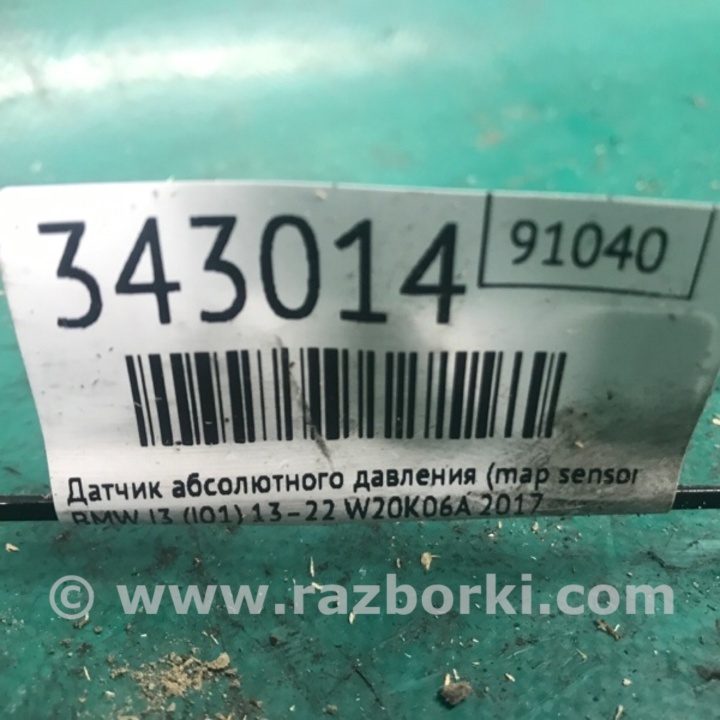 343014
91040
Датчик абсолютного давления (map sensor
BMW I3 (I01) 13-22 W20K06A 2017
© www.razborki.com